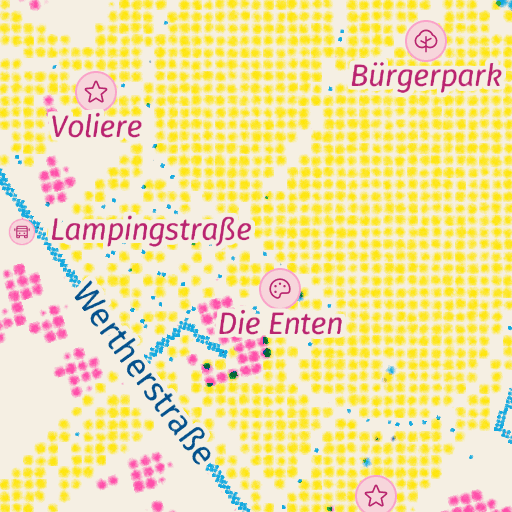 Bürgerpark
Voliere
Lampingstraße
Die Enten
Wertherstraße